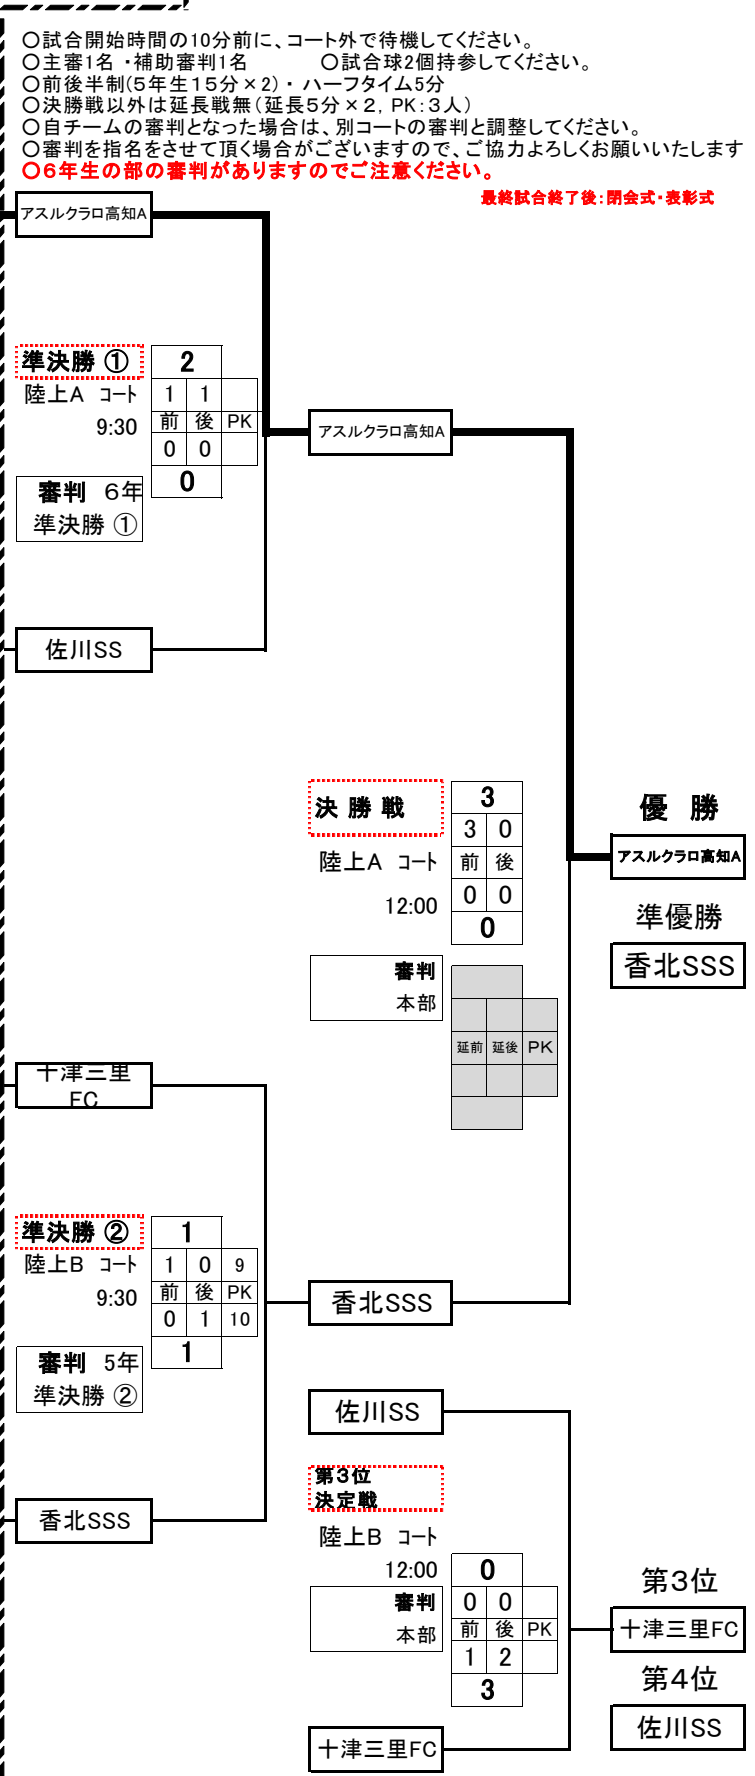 〇試合開始時間の10分前に、コート外で待機してください。
〇主審1名・補助審判1名　〇試合球2個持参してください。
〇前後半制(5年生15分×2)・ハーフタイム5分
〇決勝戦以外は延長戦無(延長5分×2, PK:3人)
〇自チームの審判となった場合は、別コートの審判と調整してください。
〇審判を指名をさせて頂く場合がございますので、ご協力よろしくお願いいたします
〇6年生の部の審判がありますのでご注意ください。
最終試合終了後:閉会式・表彰式
アスルクラロ高知A
準決勝 ①
2
陸上A コート
1 1
9:30
前 後 PK
0 0
0
審判 6年
準決勝 ①
アスルクラロ高知A
佐川SS
決 勝 戦
3
3 0
陸上A コート
前 後
12:00
0 0
0
審判
本部
延前 延後 PK
優 勝
アスルクラロ高知A
準優勝
香北SSS
十津三里
FC
準決勝 ②
1
陸上B コート
1 0 9
9:30
前 後 PK
0 1 10
1
審判 5年
準決勝 ②
香北SSS
香北SSS
佐川SS
第3位
決定戦
陸上B コート
12:00
0
審判
本部
0 0
前 後 PK
1 2
3
十津三里FC
第3位
十津三里FC
第4位
佐川SS